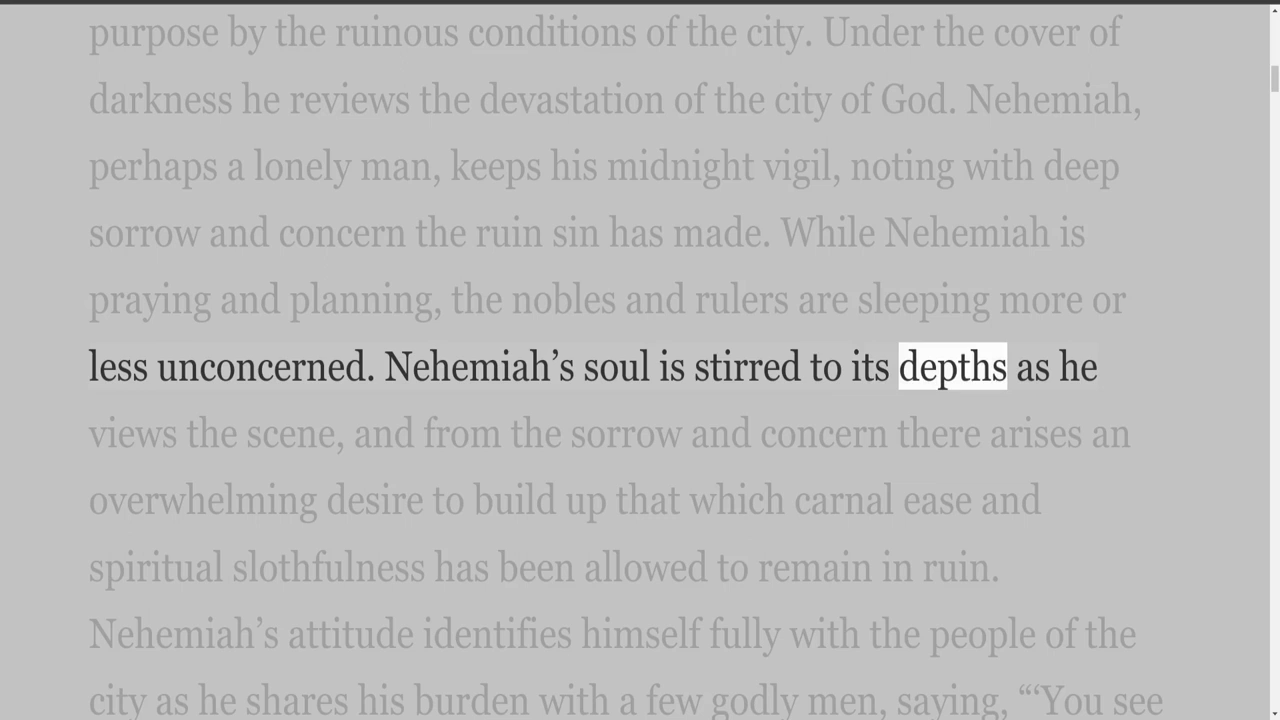 purpose by the ruinous conditions of the city. Under the cover of
darkness he reviews the devastation of the city of God. Nehemiah,
perhaps a lonely man, keeps his midnight vigil, noting with deep
sorrow and concern the ruin sin has made. While Nehemiah is
praying and planning, the nobles and rulers are sleeping more or
less unconcerned. Nehemiah’s soul is stirred to its depths as he
views the scene, and from the sorrow and concern there arises an
overwhelming desire to build up that which carnal ease and
spiritual slothfulness has been allowed to remain in ruin.
Nehemiah’s attitude identifies himself fully with the people of the
city as he shares his burden with a few godly men, saying, “‘You see